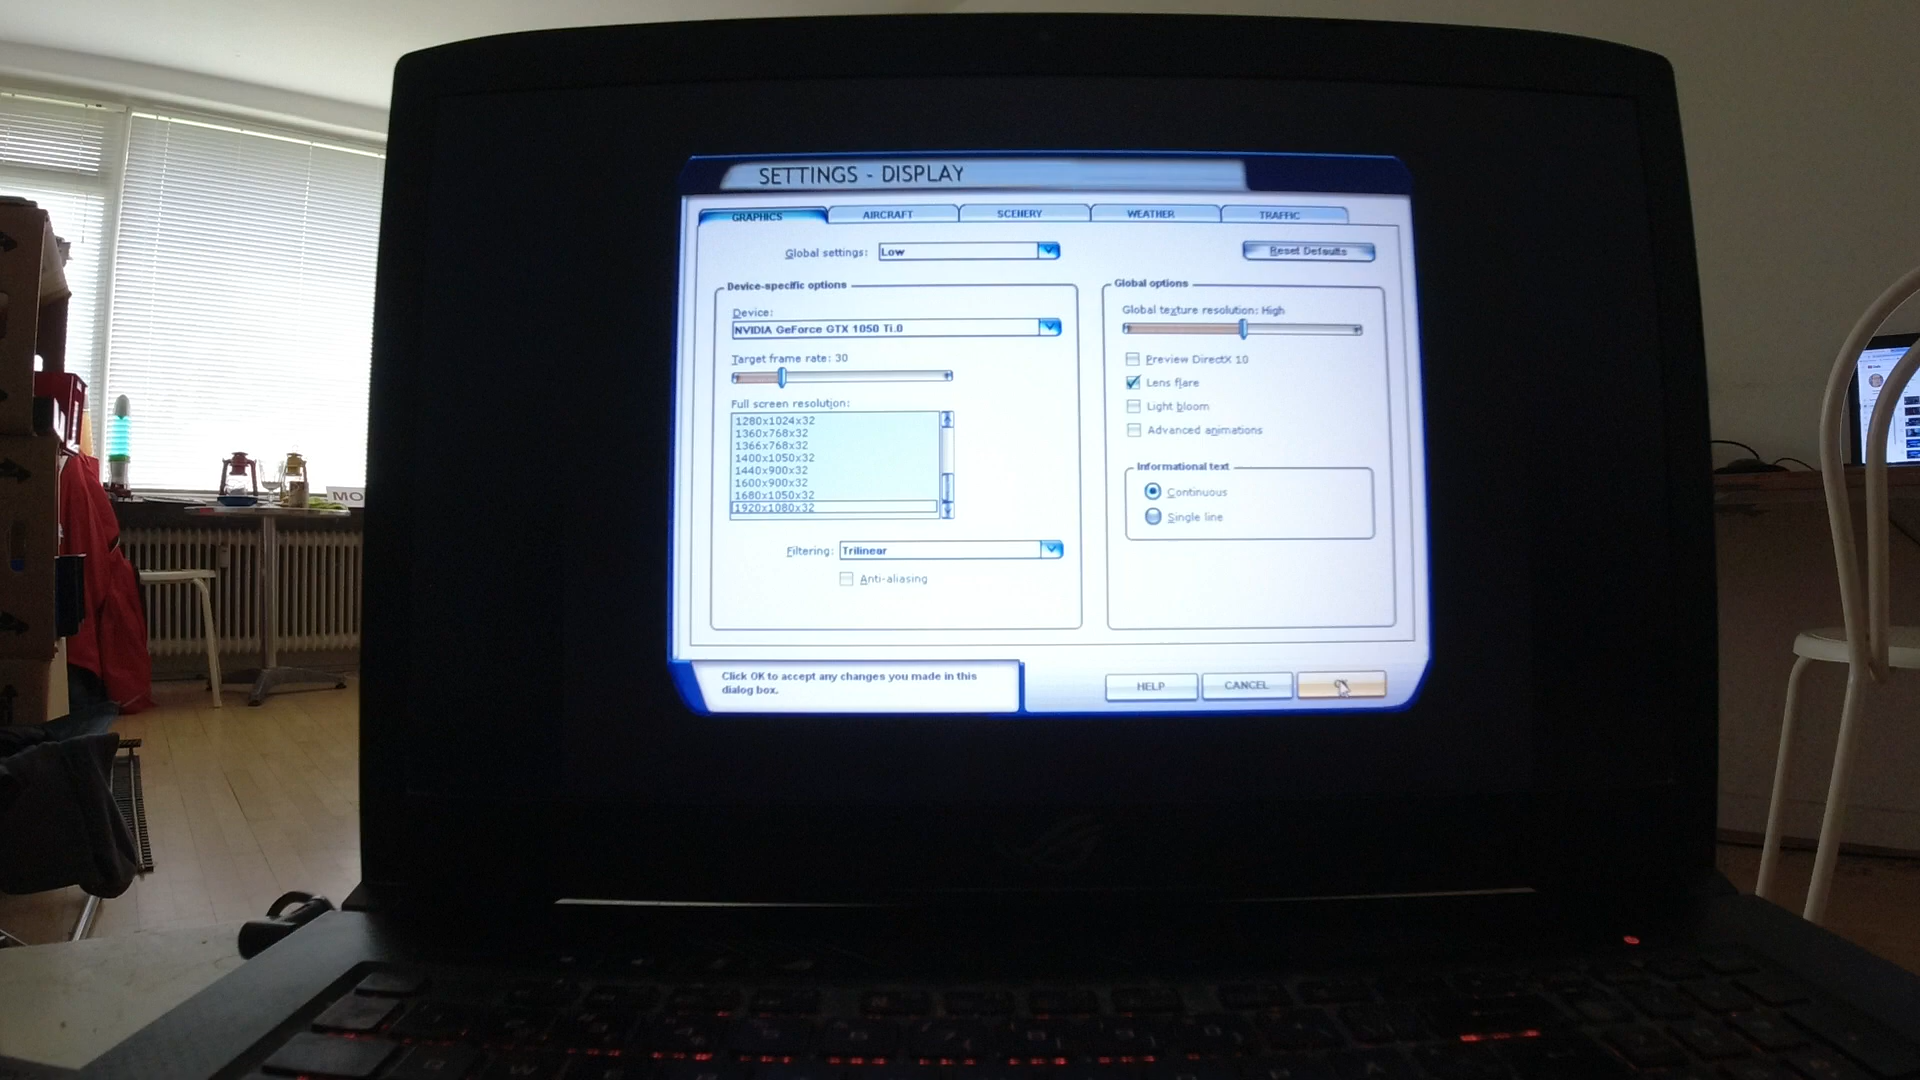 SETTINGS - DISPLAY
GRAPHICS
AIRCRAFT
SCENERY
WEATHER
TRAFFIC
Global settings: Low
Reset Defaults
Device-specific options
Device:
NVIDIA GeForce GTX 1050 Ti.0
Target frame rate: 30
Full screen resolution:
1280x1024x32
1360x768x32
1366x768x32
1400x1050x32
1440x900x32
1600x900x32
1680x1050x32
1920x1080x32
Filtering: Trilinear
Anti-aliasing
Global options
Global texture resolution: High
Preview DirectX 10
Lens flare
Light bloom
Advanced animations
Informational text
Continuous
Single line
Click OK to accept any changes you made in this
dialog box.
HELP
CANCEL
OK
MO